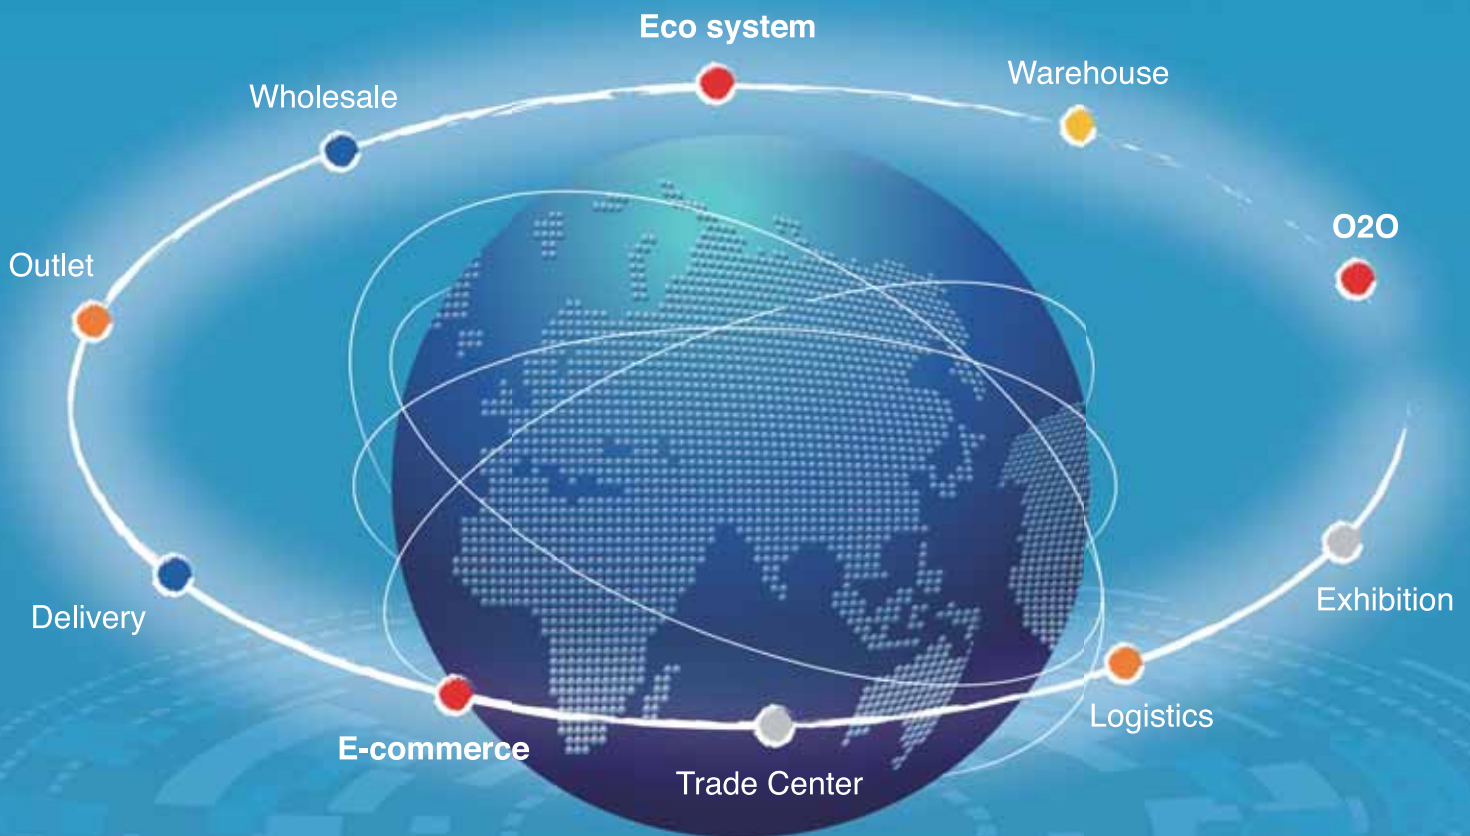 Eco system
Warehouse
Wholesale
O2O
Outlet
Exhibition
Delivery
Logistics
E-commerce
Trade Center